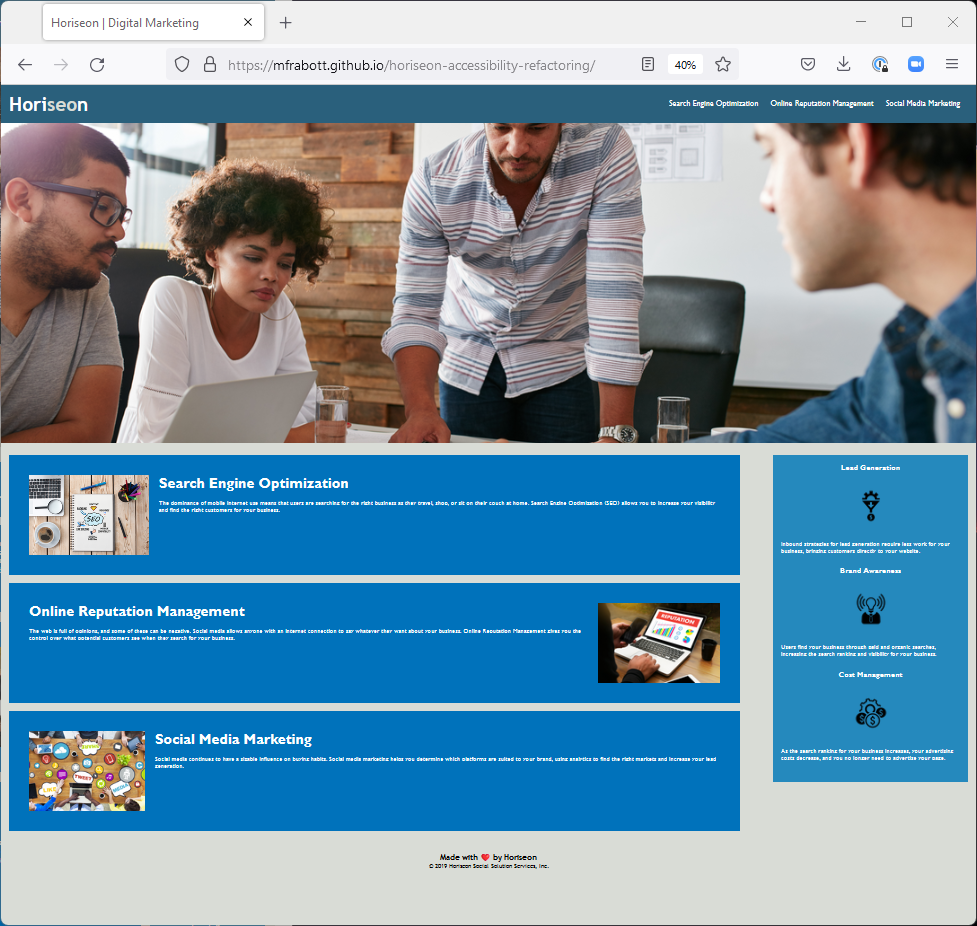 Horiseon | Digital Marketing
https://mfrabott.github.io/horiseon-accessibility-refactoring/
40%
Horiseon
Search Engine Optimization
Online Reputation Management
Social Media Marketing
Search Engine Optimization
The dominance of mobile internet use means that users are searching for the right business as they travel, shop, or sit on their couch at home. Search Engine Optimization (SEO) allows you to increase your visibility
and find the right customers for your business.
SEO
Online Reputation Management
The web is full of opinions, and some of these can be negative. Social media allows anyone with an internet connection to say whatever they want about your business. Online Reputation Management gives you the
control over what potential customers see when they search for your business.
REPUTATION
Social Media Marketing
Social media continues to have a sizable influence on buying habits. Social media marketing helps you determine which platforms are suited to your brand, using analytics to find the right markets and increase your lead
generation.
TWEET
LIKE
MEDIA
Lead Generation
Inbound strategies for lead generation require less work for your
business, bringing customers directly to your website.
Brand Awareness
Users find your business through paid and organic searches,
increasing the search ranking and visibility for your business.
Cost Management
As the search ranking for your business increases, your advertising
costs decrease, and you no longer need to advertise your page.
Made with ❤️ by Horiseon
© 2019 Horiseon Social Solution Services, Inc.